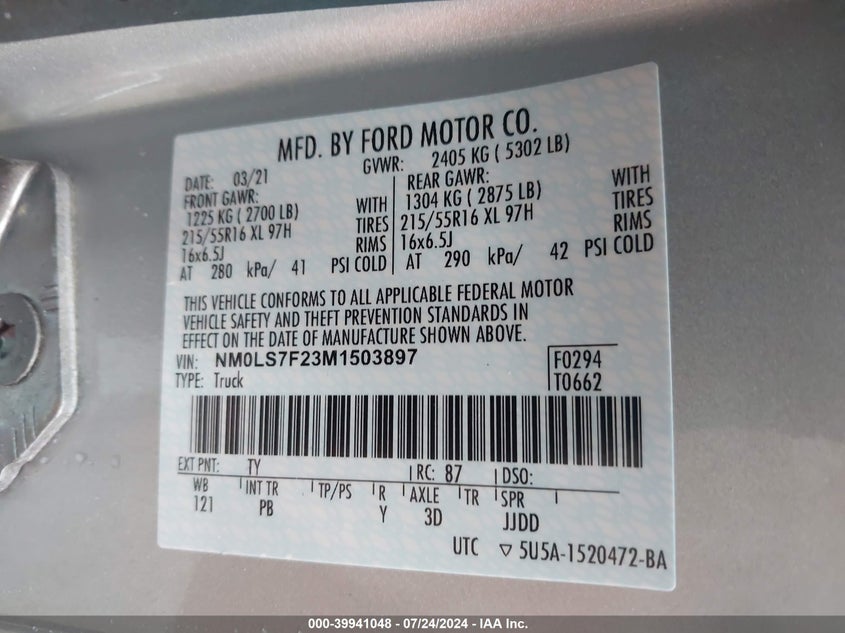 MFD. BY FORD MOTOR CO.
DATE: 03/21 GVWR: 2405 KG ( 5302 LB)
FRONT GAWR: REAR GAWR:
1225 KG ( 2700 LB) WITH 1304 KG ( 2875 LB) WITH
215/55R16 XL 97H TIRES 215/55R16 XL 97H TIRES
16x6.5J RIMS 16x6.5J RIMS
AT 280 kPa/ 41 PSI COLD AT 290 kPa/ 42 PSI COLD
THIS VEHICLE CONFORMS TO ALL APPLICABLE FEDERAL MOTOR
VEHICLE SAFETY AND THEFT PREVENTION STANDARDS IN
EFFECT ON THE DATE OF MANUFACTURE SHOWN ABOVE.
VIN: NM0LS7F23M1503897 F0294
TYPE: Truck T0662
EXT PNT: TY RC: 87 DSO:
WB INT TR TP/PS R AXLE TR SPR
121 PB Y 3D JJDD
UTC ▽ 5U5A-1520472-BA
000-39941048 - 07/24/2024 - IAA Inc.